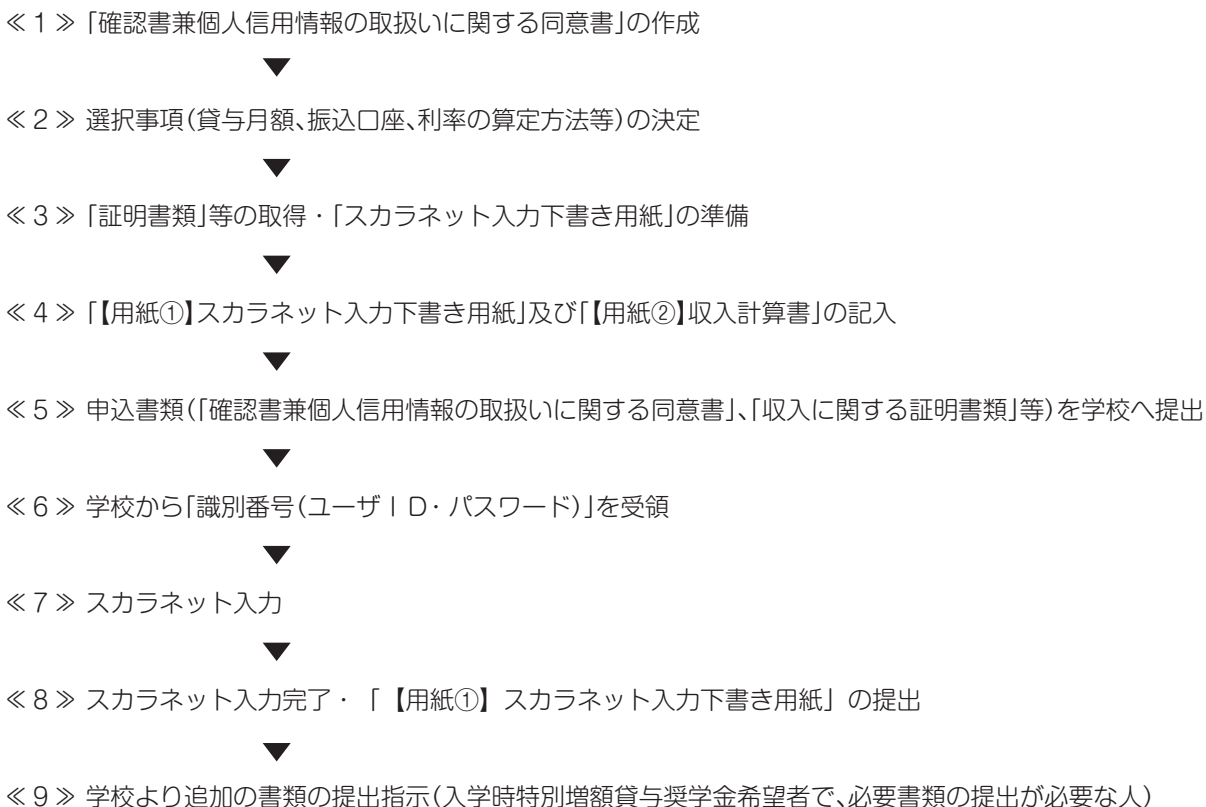 ≪１≫「確認書兼個人信用情報の取扱いに関する同意書」の作成
▼
≪２≫ 選択事項（貸与月額、振込口座、利率の算定方法等）の決定
▼
≪３≫「証明書類」等の取得・「スカラネット入力下書き用紙」の準備
▼
≪４≫「【用紙①】スカラネット入力下書き用紙」及び「【用紙②】収入計算書」の記入
▼
≪５≫ 申込書類（「確認書兼個人信用情報の取扱いに関する同意書」、「収入に関する証明書類」等）を学校へ提出
▼
≪６≫ 学校から「識別番号（ユーザＩＤ・パスワード）」を受領
▼
≪７≫ スカラネット入力
▼
≪８≫ スカラネット入力完了・「【用紙①】スカラネット入力下書き用紙」の提出
▼
≪９≫ 学校より追加の書類の提出指示（入学時特別増額貸与奨学金希望者で、必要書類の提出が必要な人）